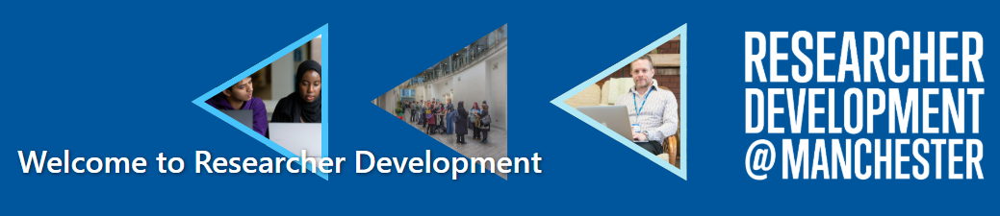 Welcome to Researcher Development
RESEARCHER
DEVELOPMENT
@MANCHESTER